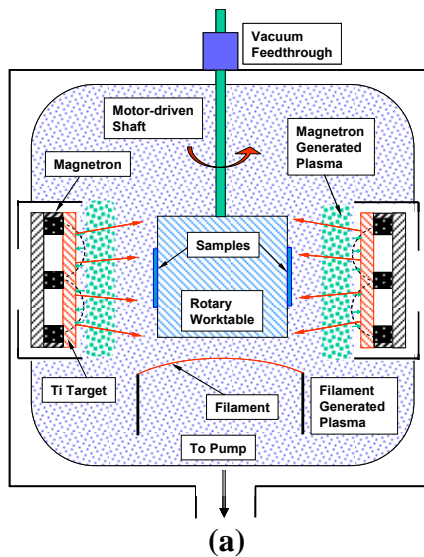 Vacuum
Feedthrough
Motor-driven
Shaft
Magnetron
Generated
Plasma
Magnetron
Samples
Rotary
Worktable
Ti Target
Filament
Filament
Generated
Plasma
To Pump
(a)